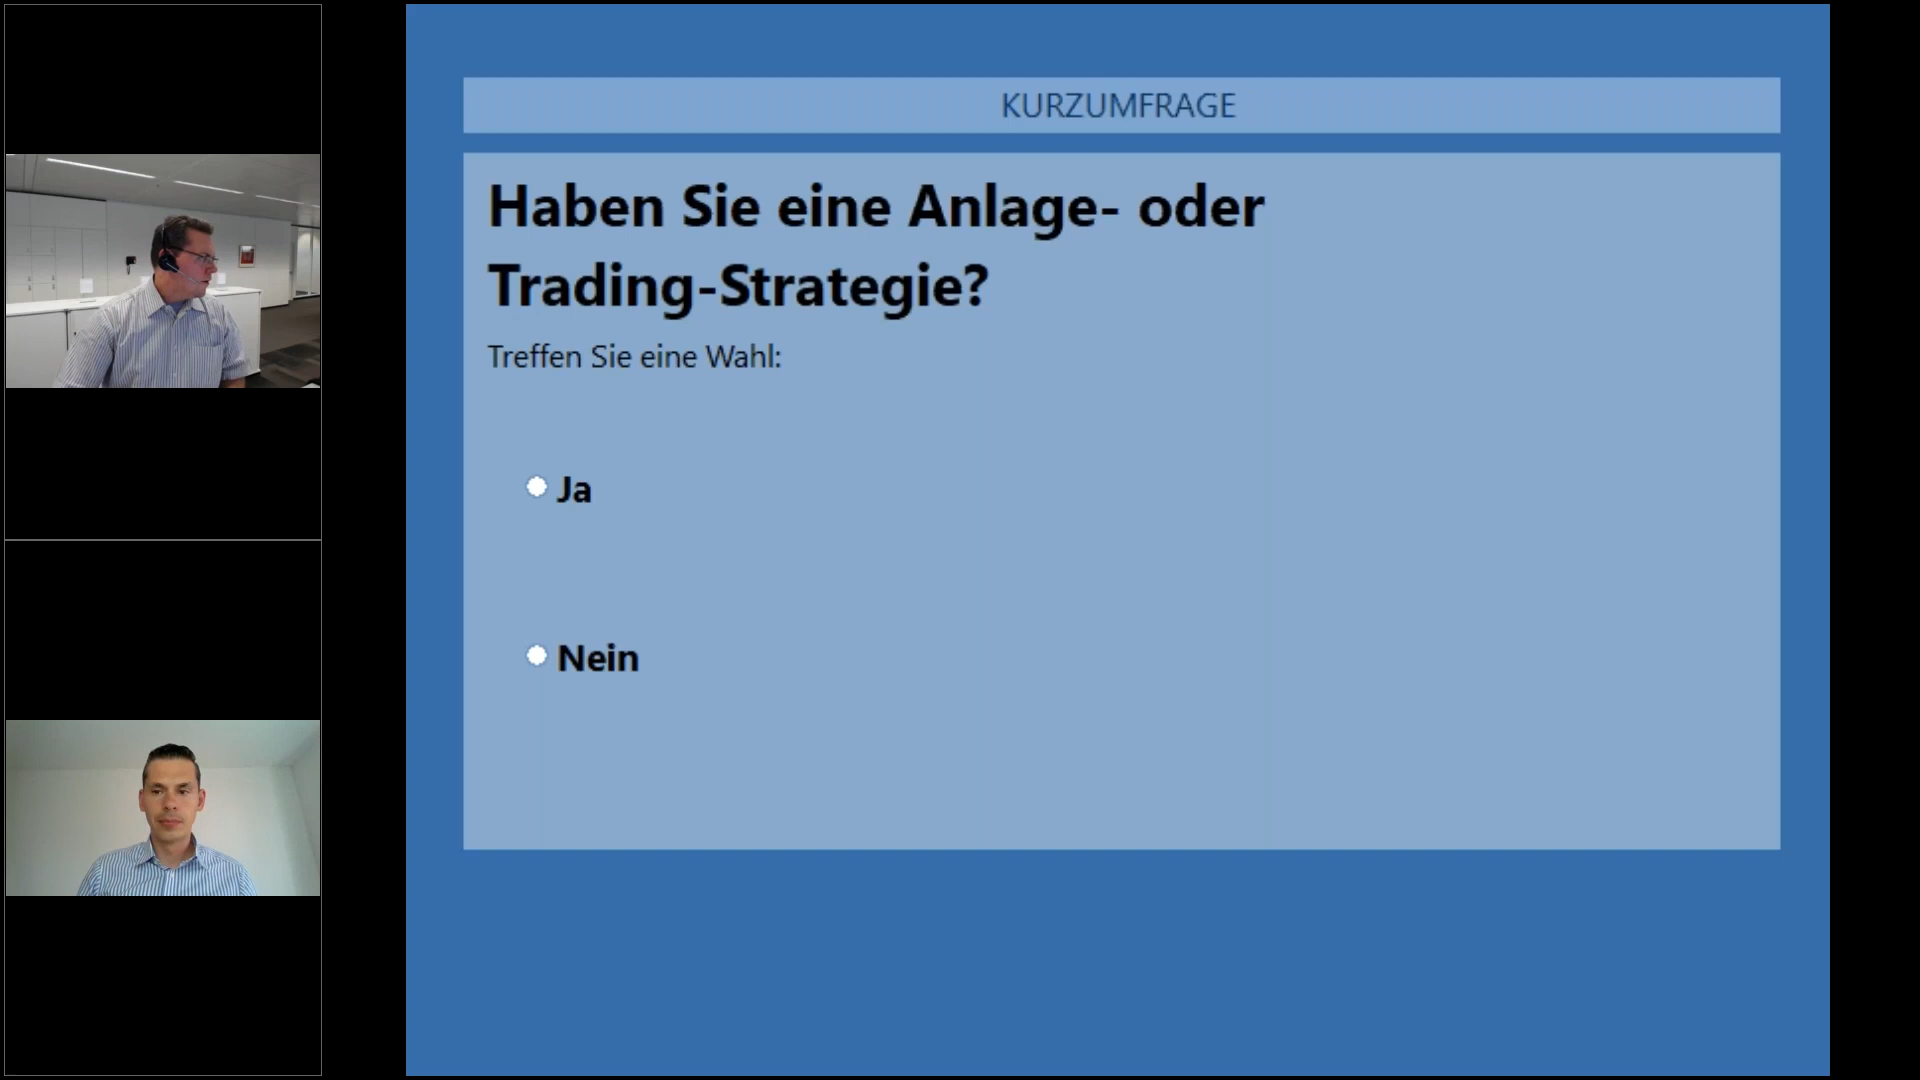 KURZUMFRAGE
Haben Sie eine Anlage- oder
Trading-Strategie?
Treffen Sie eine Wahl:
Ja
Nein